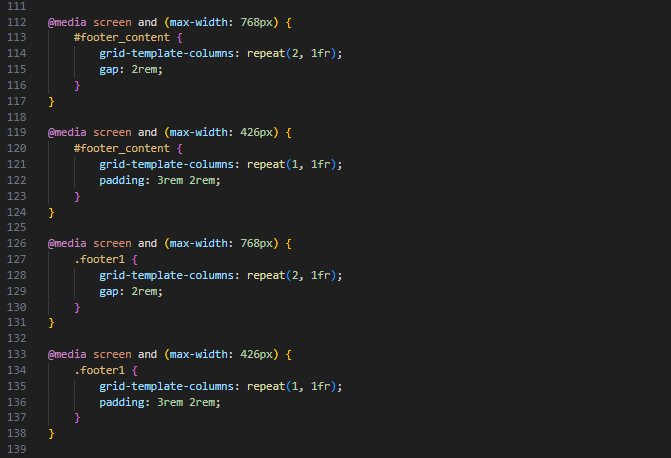 111
112 @media screen and (max-width: 768px) {
113     #footer_content {
114         grid-template-columns: repeat(2, 1fr);
115         gap: 2rem;
116     }
117 }
118
119 @media screen and (max-width: 426px) {
120     #footer_content {
121         grid-template-columns: repeat(1, 1fr);
122         padding: 3rem 2rem;
123     }
124 }
125
126 @media screen and (max-width: 768px) {
127     .footer1 {
128         grid-template-columns: repeat(2, 1fr);
129         gap: 2rem;
130     }
131 }
132
133 @media screen and (max-width: 426px) {
134     .footer1 {
135         grid-template-columns: repeat(1, 1fr);
136         padding: 3rem 2rem;
137     }
138 }
139